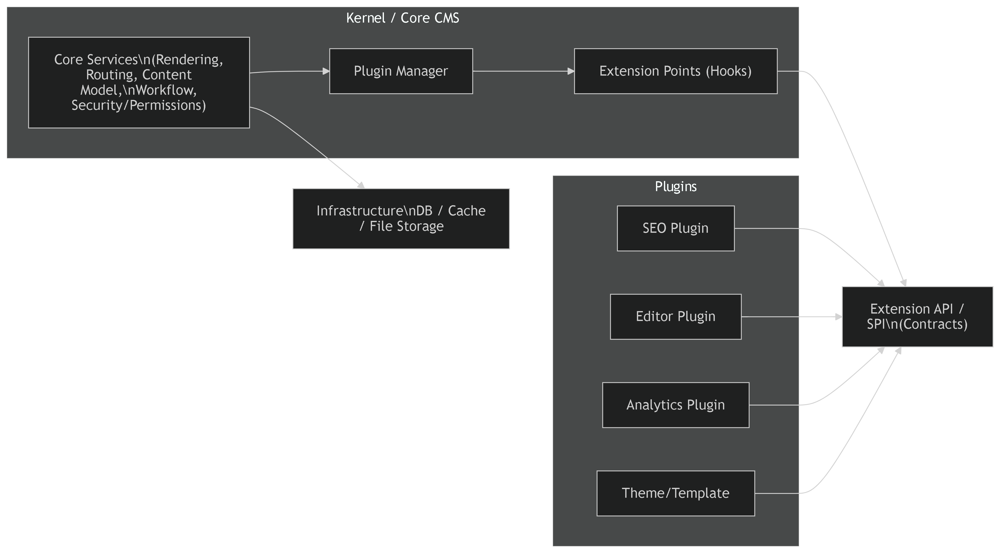 Kernel / Core CMS
Core Services\n(Rendering,
Routing, Content
Model,\nWorkflow,
Security/Permissions)
Plugin Manager
Extension Points (Hooks)
Infrastructure\nDB / Cache
/ File Storage
Plugins
SEO Plugin
Editor Plugin
Analytics Plugin
Theme/Template
Extension API /
SPI\n(Contracts)